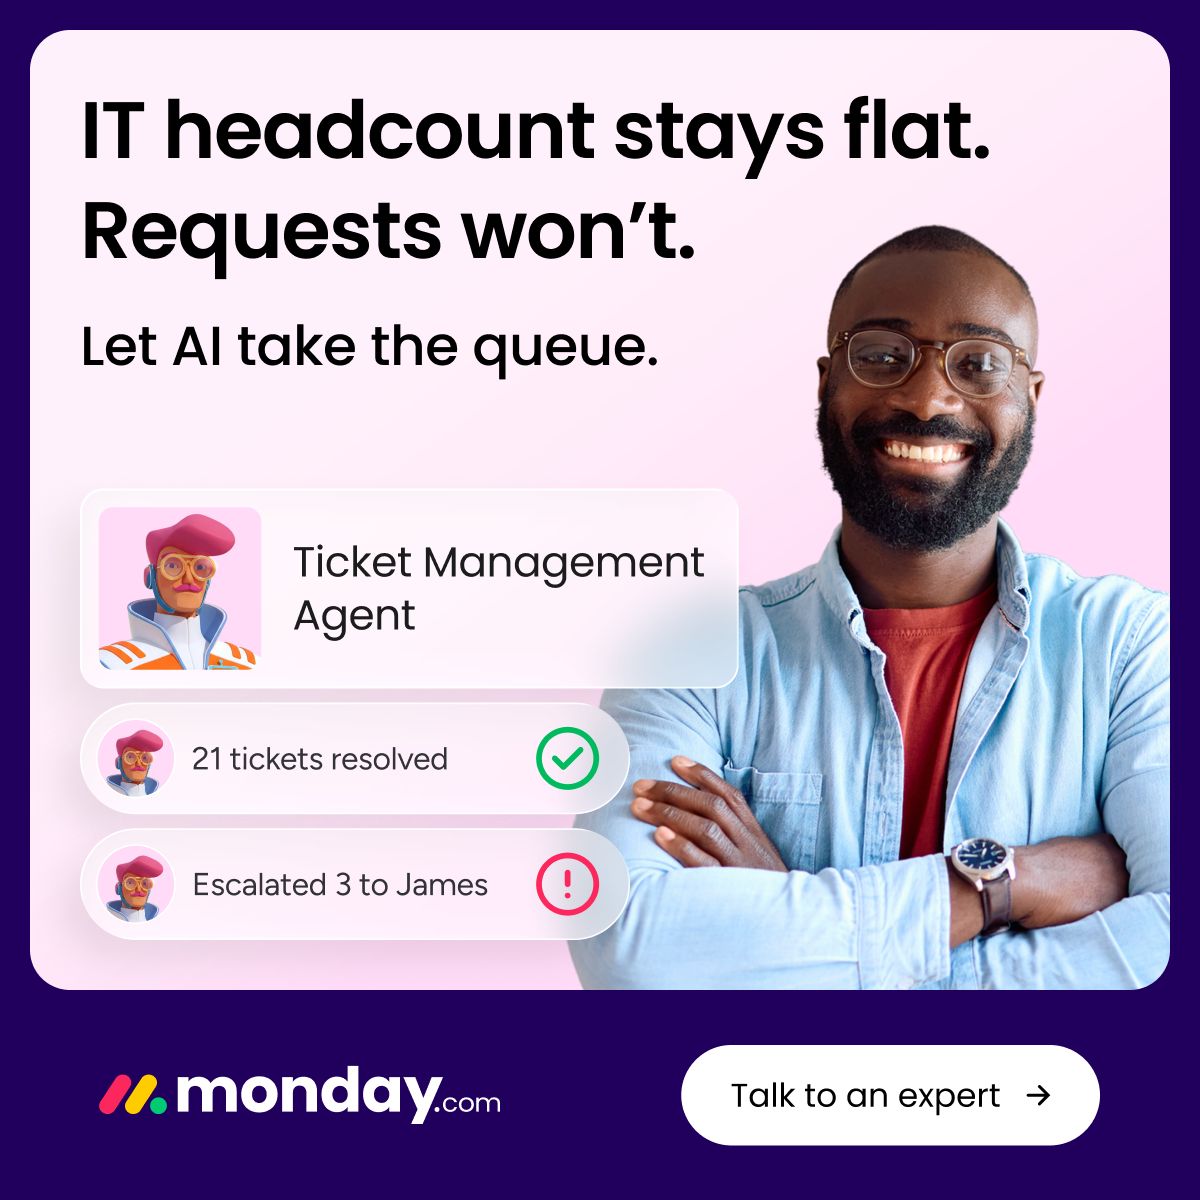 IT headcount stays flat.
Requests won’t.
Let AI take the queue.
Ticket Management
Agent
21 tickets resolved
Escalated 3 to James
monday.com
Talk to an expert →